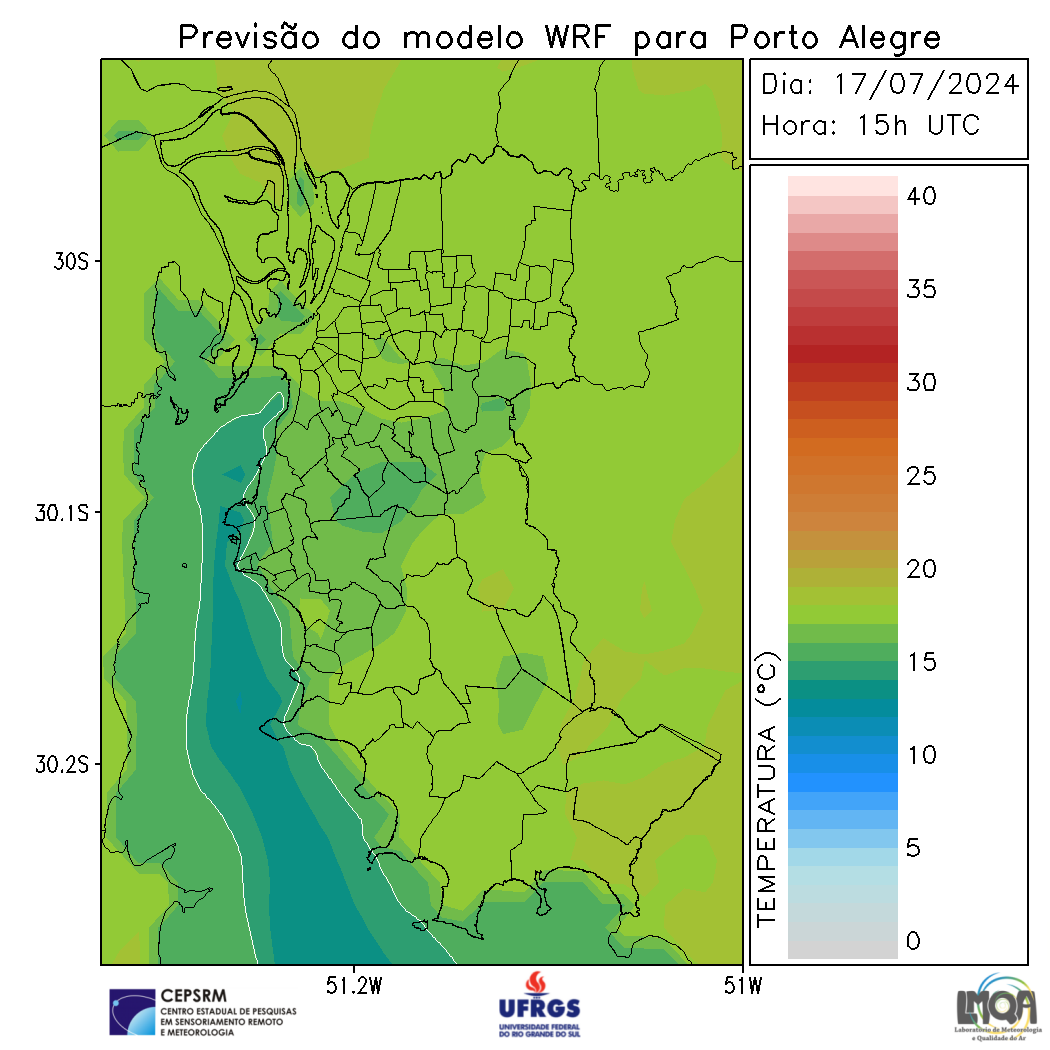 Previsão do modelo WRF para Porto Alegre
Dia: 17/07/2024
Hora: 15h UTC
40
35
30
25
20
15
10
5
0
TEMPERATURA (°C)
30S
30.1S
30.2S
51.2W
51W
CEPSRM
CENTRO ESTADUAL DE PESQUISAS
EM SENSORIAMENTO REMOTO
E METEOROLOGIA
UFRGS
UNIVERSIDADE FEDERAL
DO RIO GRANDE DO SUL
LMQA
Laboratório de Meteorologia
e Qualidade do Ar